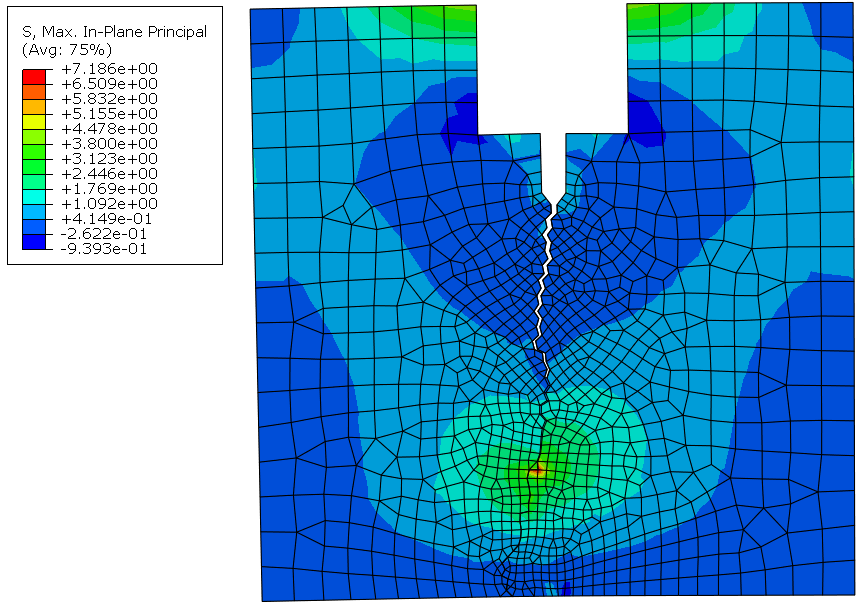 S, Max. In-Plane Principal
(Avg: 75%)
+7.186e+00
+6.509e+00
+5.832e+00
+5.155e+00
+4.478e+00
+3.800e+00
+3.123e+00
+2.446e+00
+1.769e+00
+1.092e+00
+4.149e-01
-2.622e-01
-9.393e-01